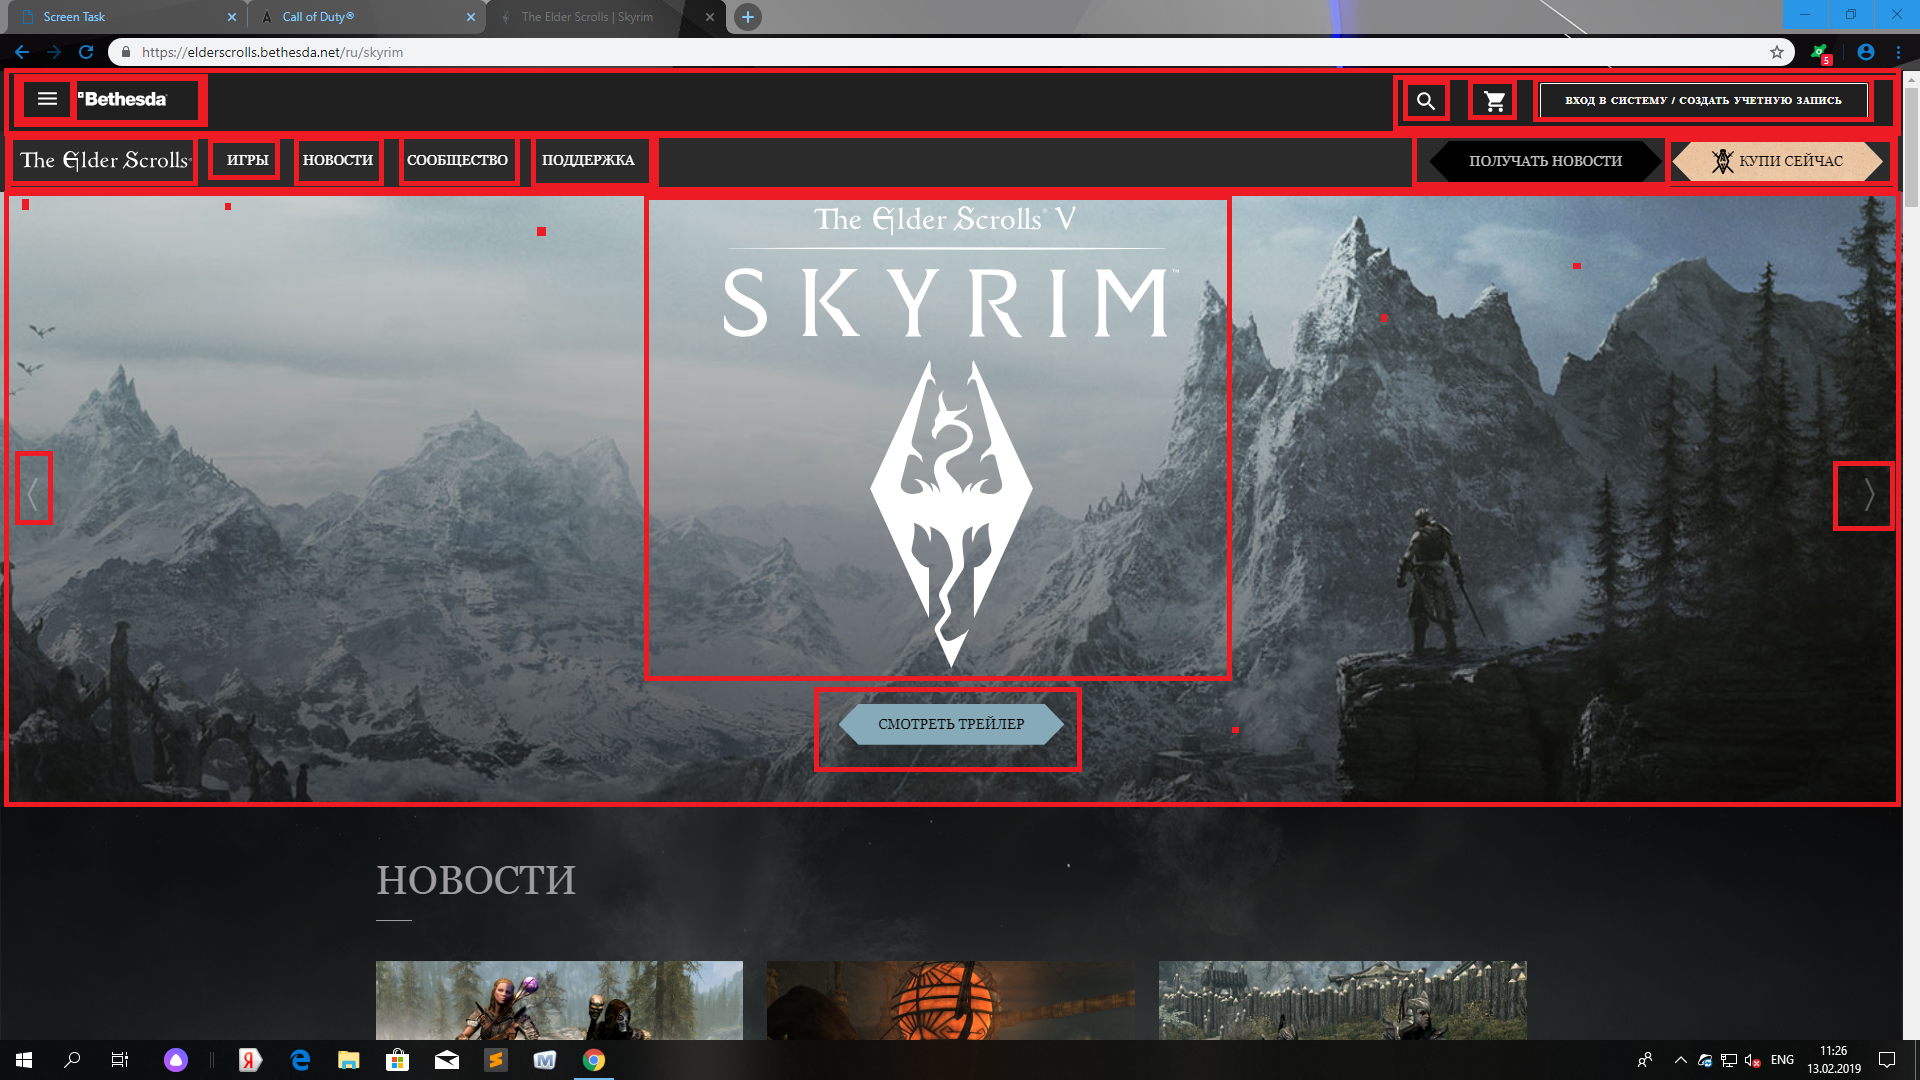 Screen Task
Call of Duty®
The Elder Scrolls | Skyrim
https://elderscrolls.bethesda.net/ru/skyrim
5
Bethesda
ВХОД В СИСТЕМУ / СОЗДАТЬ УЧЕТНУЮ ЗАПИСЬ
The Elder Scrolls®
ИГРЫ
НОВОСТИ
СООБЩЕСТВО
ПОДДЕРЖКА
ПОЛУЧАТЬ НОВОСТИ
КУПИ СЕЙЧАС
The Elder Scrolls® V
SKYRIM™
СМОТРЕТЬ ТРЕЙЛЕР
НОВОСТИ
Я
M
ENG
11:26
13.02.2019